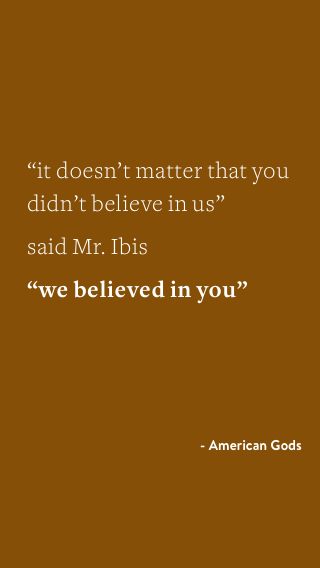 “it doesn’t matter that you
didn’t believe in us”
said Mr. Ibis
“we believed in you”
- American Gods